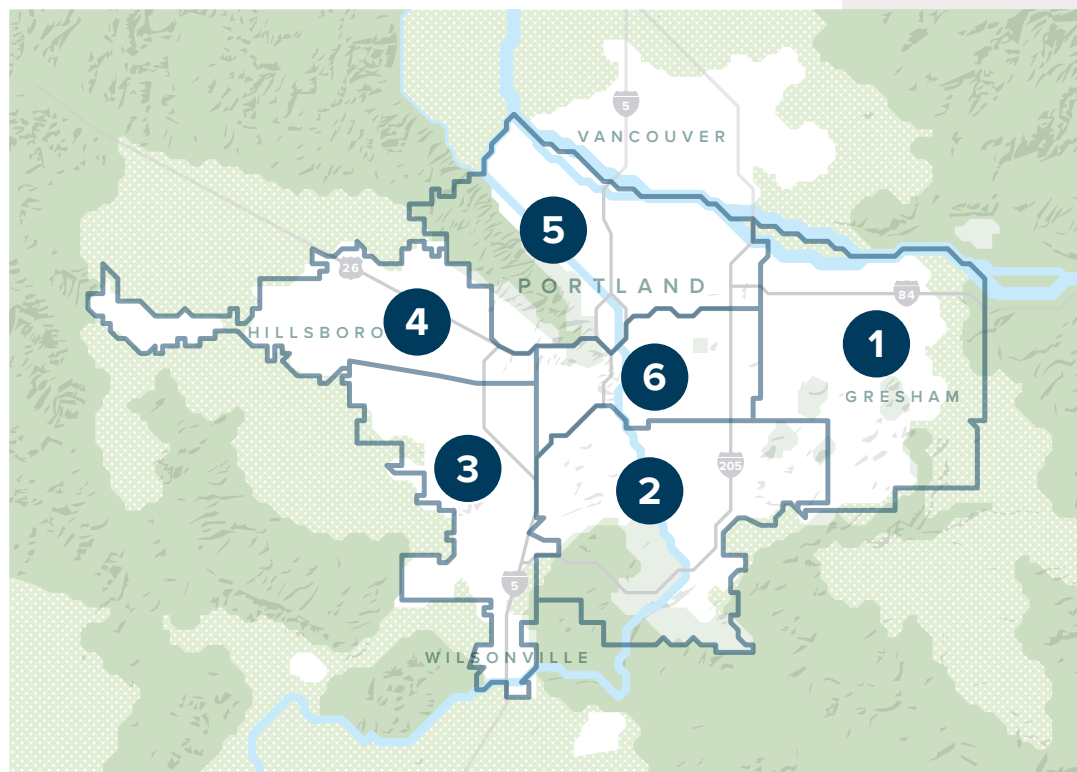 5
VANCOUVER
5
26
PORTLAND
84
HILLSBORO
4
1
6
GRESHAM
3
205
2
5
WILSONVILLE